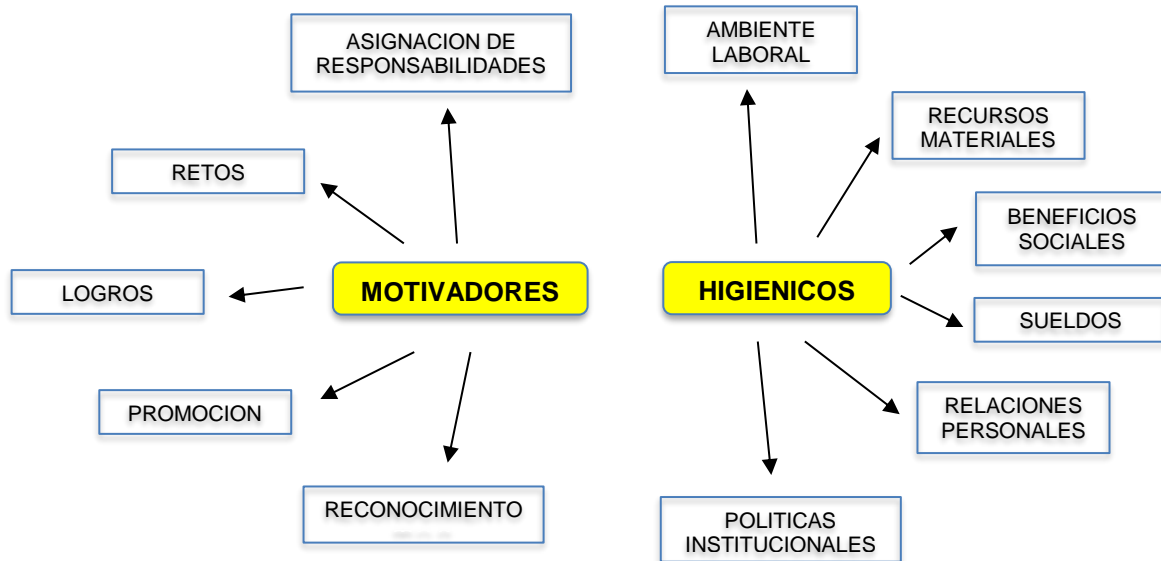 ASIGNACION DE
RESPONSABILIDADES
RETOS
LOGROS
MOTIVADORES
PROMOCION
RECONOCIMIENTO
AMBIENTE
LABORAL
RECURSOS
MATERIALES
BENEFICIOS
SOCIALES
HIGIENICOS
SUELDOS
RELACIONES
PERSONALES
POLITICAS
INSTITUCIONALES